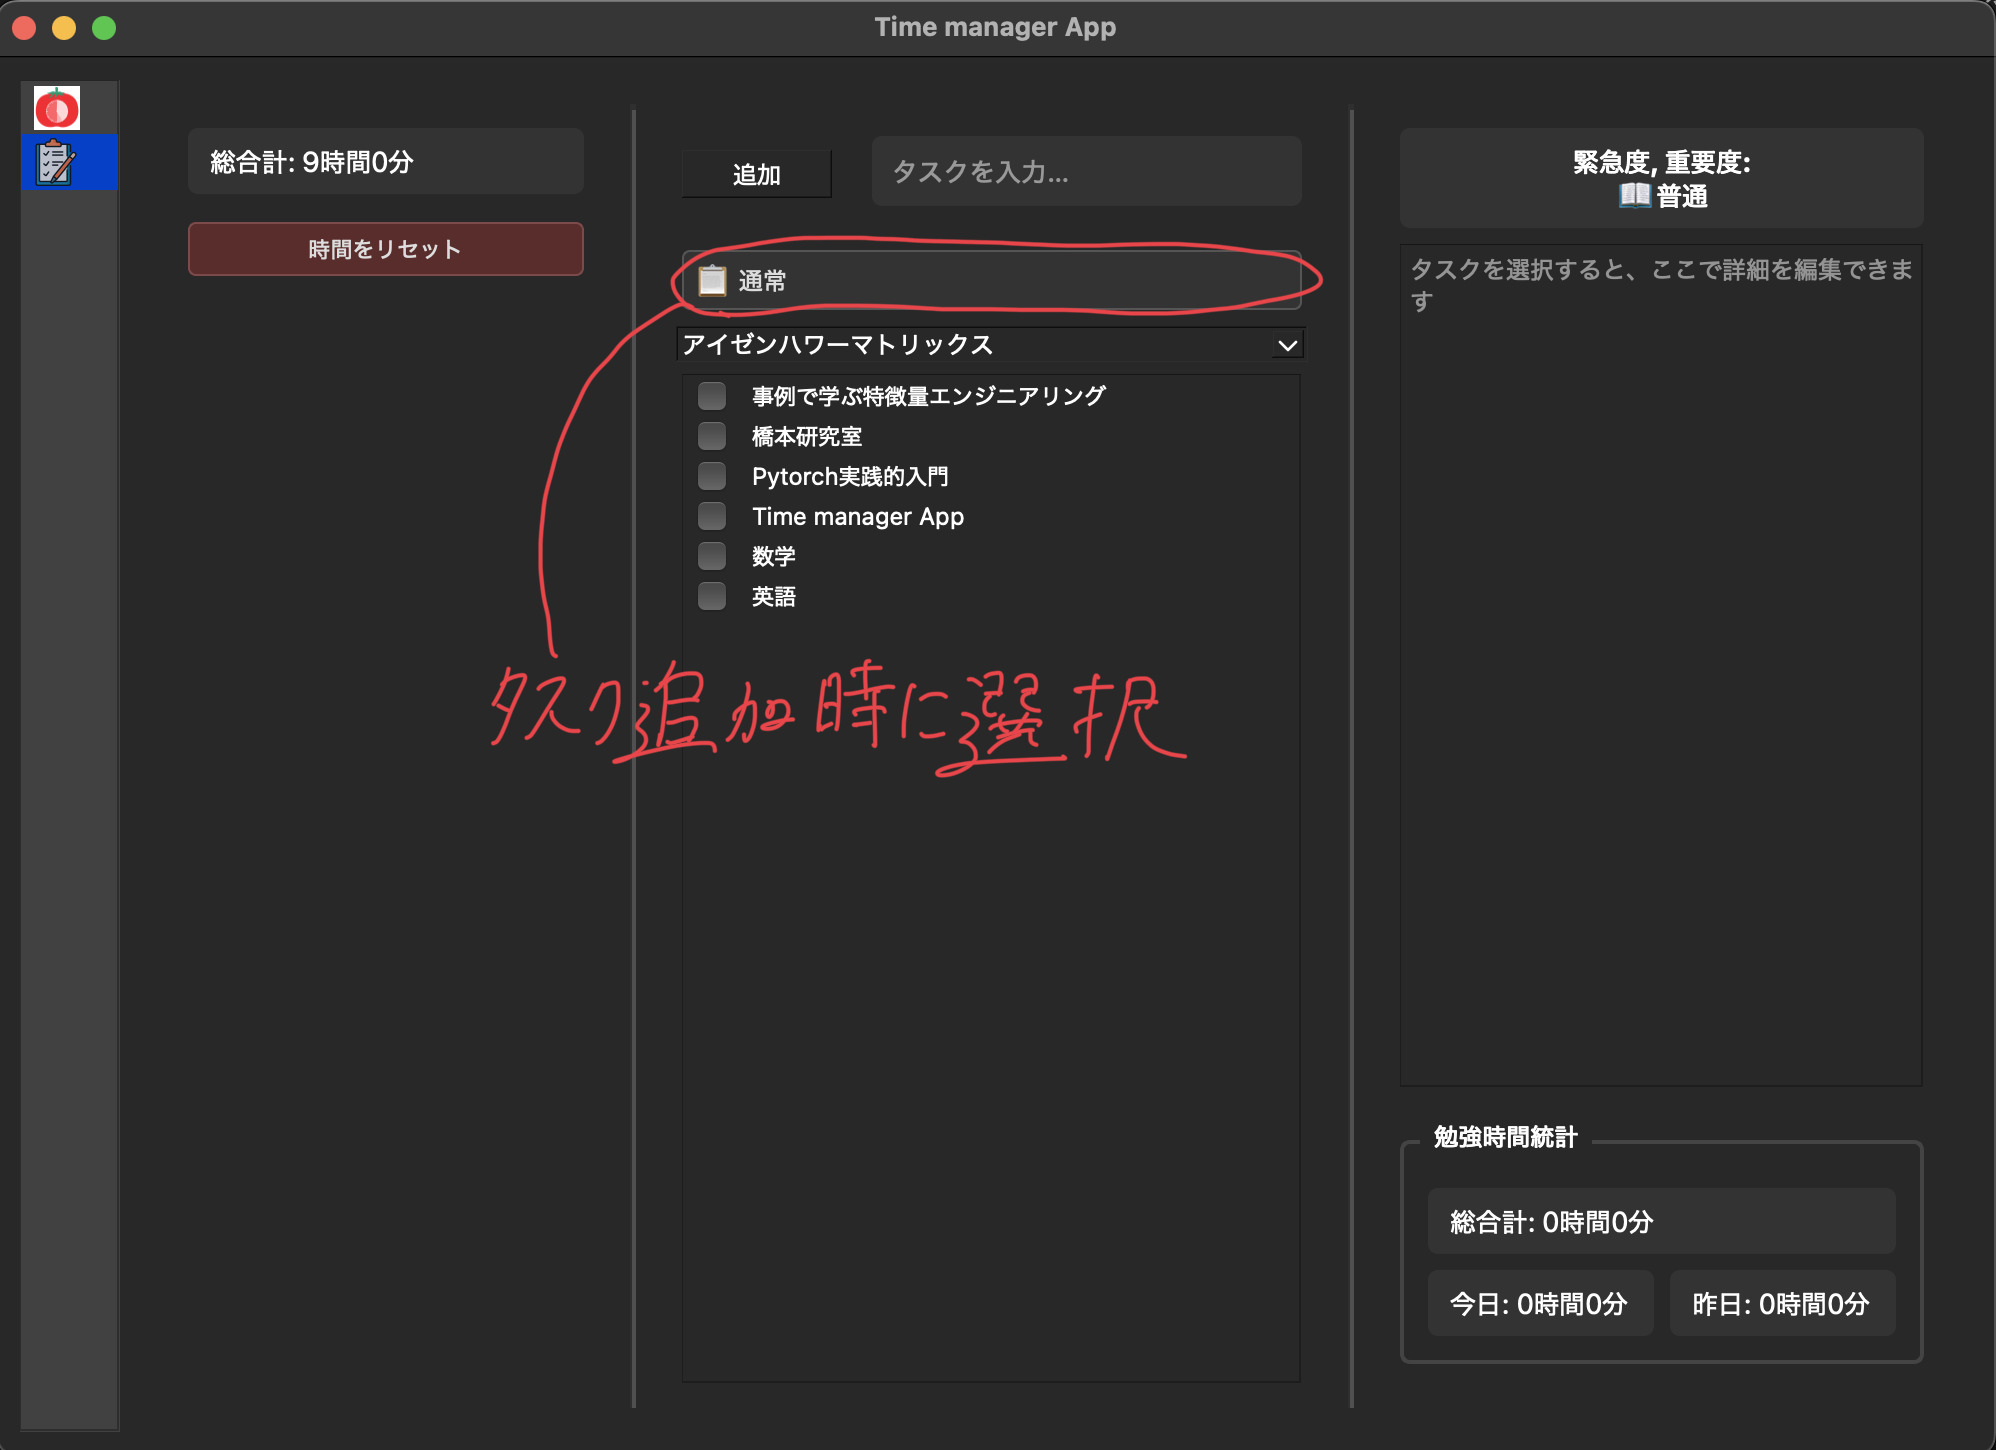 Time manager App
総合計: 9時間0分
時間をリセット
追加
タスクを入力...
📋 通常
アイゼンハワーマトリックス
事例で学ぶ特徴量エンジニアリング
橋本研究室
Pytorch実践的入門
Time manager App
数学
英語
タスク追加時に選択
緊急度, 重要度:
📖 普通
タスクを選択すると、ここで詳細を編集できま
す
勉強時間統計
総合計: 0時間0分
今日: 0時間0分
昨日: 0時間0分